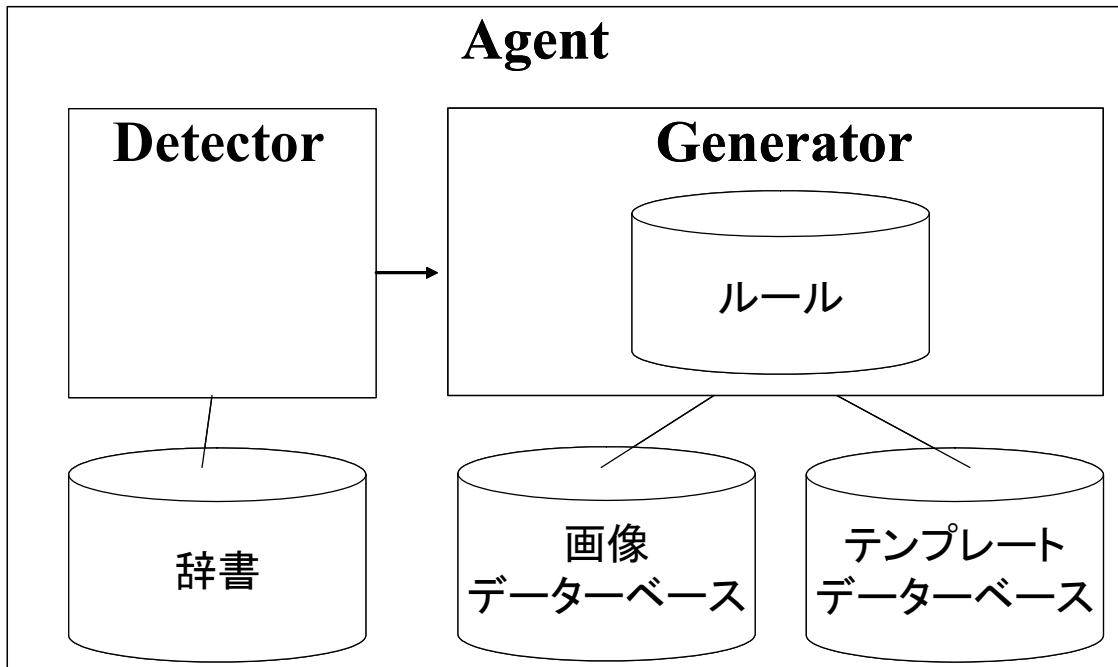 Agent
Detector
Generator
ルール
辞書
画像
データーベース
テンプレート
データーベース